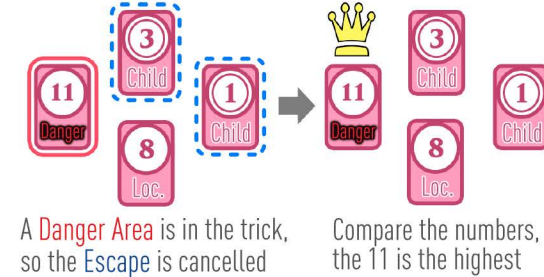 3
Child
11
Danger
1
Child
8
Loc.
A Danger Area is in the trick,
so the Escape is cancelled
3
Child
11
Danger
1
Child
8
Loc.
Compare the numbers,
the 11 is the highest